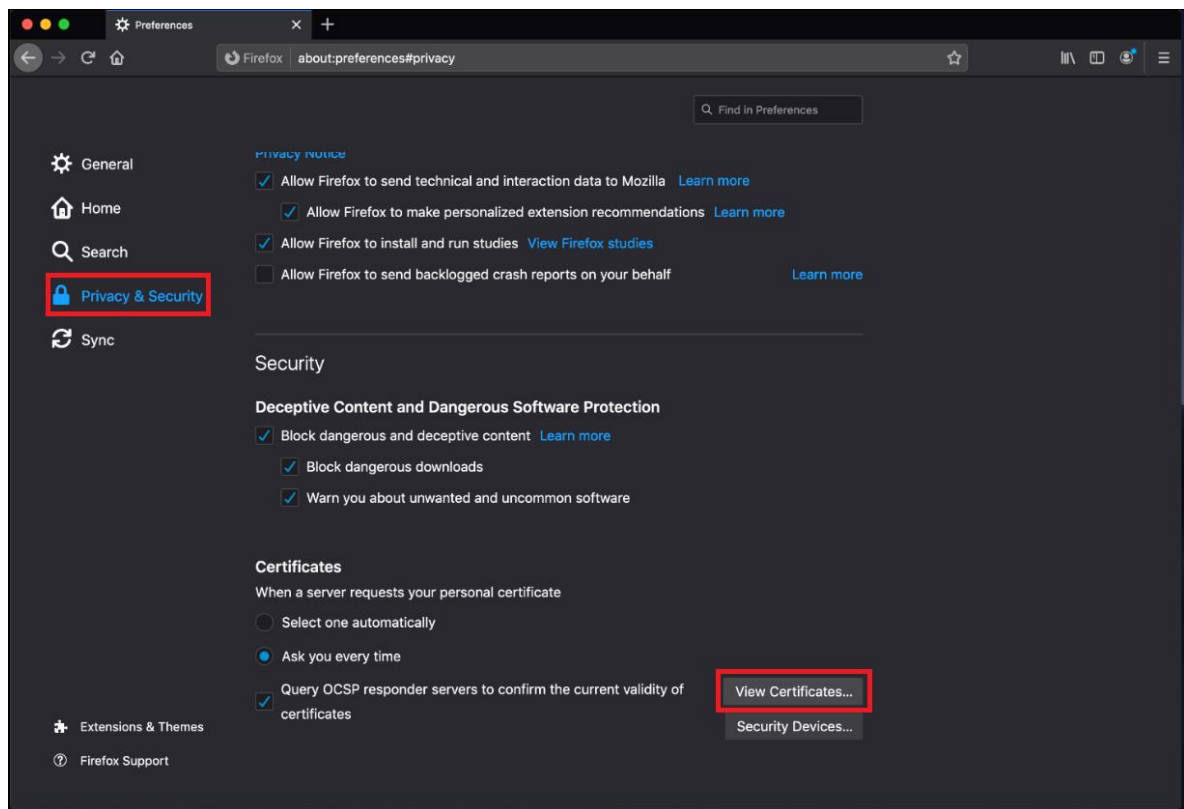 Preferences
Firefox about:preferences#privacy
Find in Preferences
General
Home
Search
Privacy & Security
Sync
Extensions & Themes
Firefox Support
Privacy Notice
Allow Firefox to send technical and interaction data to Mozilla Learn more
Allow Firefox to make personalized extension recommendations Learn more
Allow Firefox to install and run studies View Firefox studies
Allow Firefox to send backlogged crash reports on your behalf Learn more
Security
Deceptive Content and Dangerous Software Protection
Block dangerous and deceptive content Learn more
Block dangerous downloads
Warn you about unwanted and uncommon software
Certificates
When a server requests your personal certificate
Select one automatically
Ask you every time
Query OCSP responder servers to confirm the current validity of
certificates
View Certificates...
Security Devices...